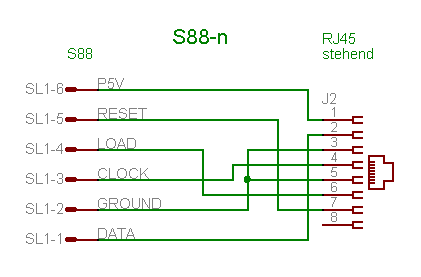 S88-n
S88
RJ45
stehend
SL1-6 P5V
SL1-5 RESET
SL1-4 LOAD
SL1-3 CLOCK
SL1-2 GROUND
SL1-1 DATA
J2
1
2
3
4
5
6
7
8